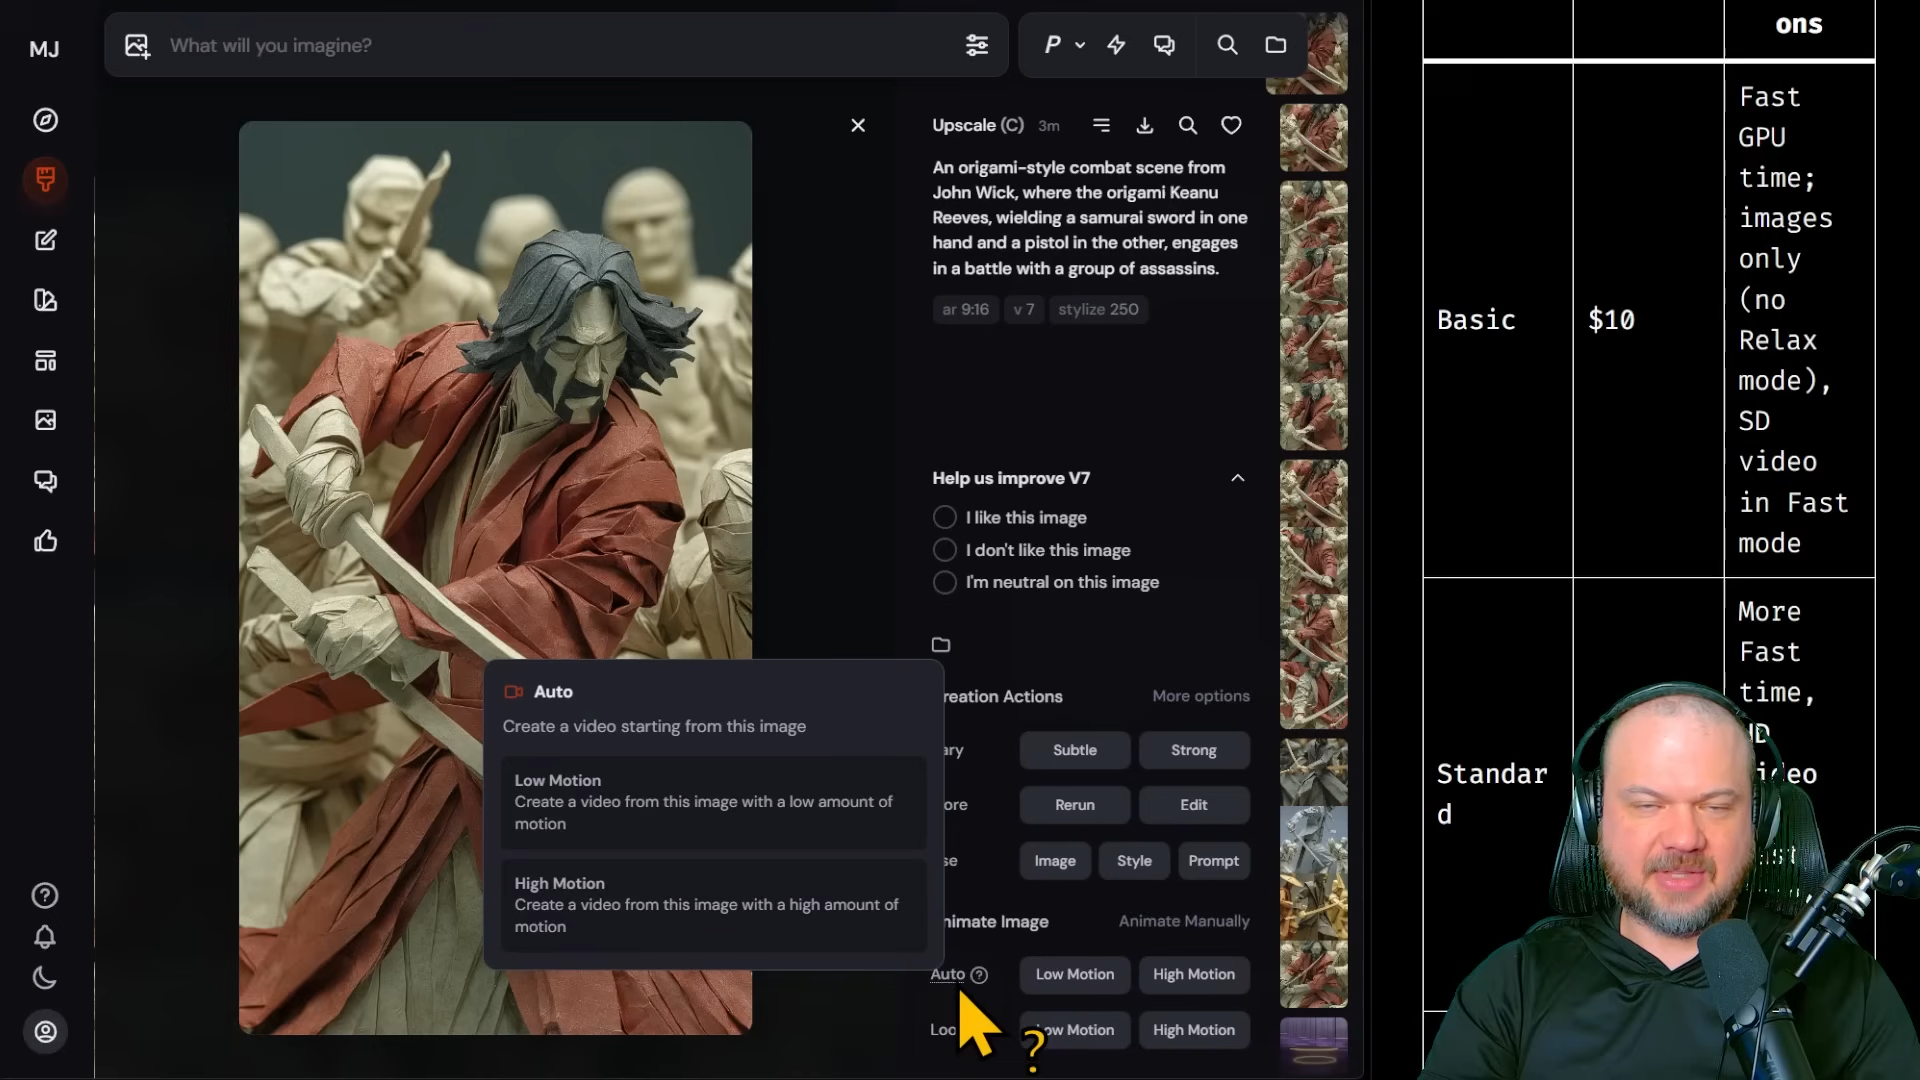 MJ
What will you imagine?
P
Upscale (C) 3m
An origami-style combat scene from
John Wick, where the origami Keanu
Reeves, wielding a samurai sword in one
hand and a pistol in the other, engages
in a battle with a group of assassins.
ar 9:16 v 7 stylize 250
Help us improve V7
I like this image
I don't like this image
I'm neutral on this image
reation Actions More options
ary Subtle Strong
ore Rerun Edit
se Image Style Prompt
nimate Image Animate Manually
Auto Low Motion High Motion
Loo Low Motion High Motion
?
Auto
Create a video starting from this image
Low Motion
Create a video from this image with a low amount of
motion
High Motion
Create a video from this image with a high amount of
motion
ons
Basic
$10
Fast
GPU
time;
images
only
(no
Relax
mode),
SD
video
in Fast
mode
Standar
d
More
Fast
time,